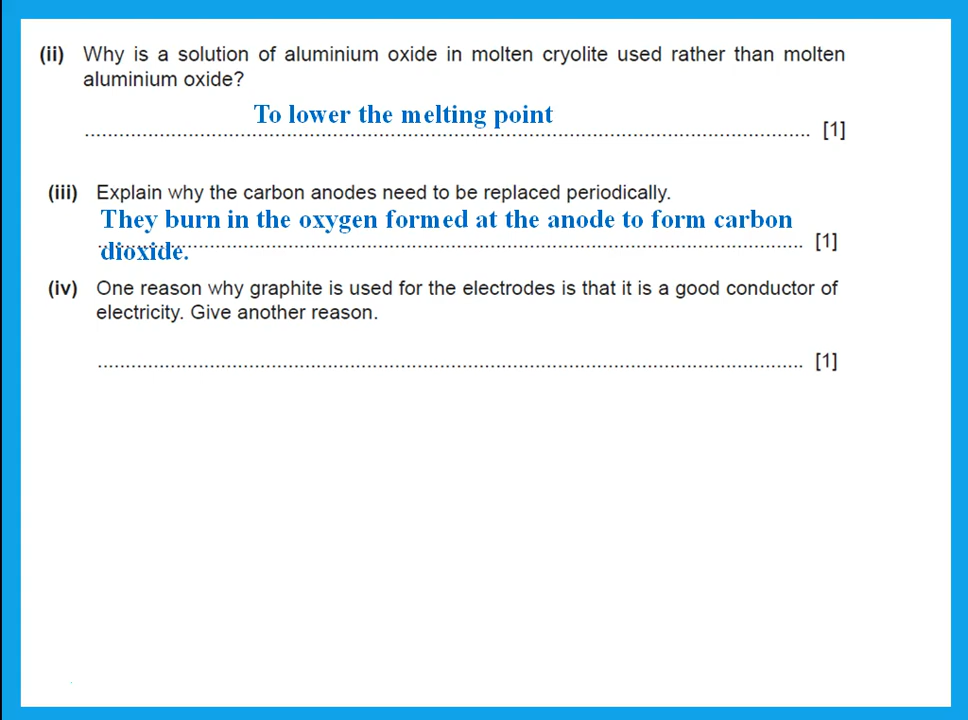 (ii) Why is a solution of aluminium oxide in molten cryolite used rather than molten
aluminium oxide?
To lower the melting point
.......................................................................................................................................... [1]
(iii) Explain why the carbon anodes need to be replaced periodically.
They burn in the oxygen formed at the anode to form carbon
...................................................................................................................................... [1]
dioxide.
(iv) One reason why graphite is used for the electrodes is that it is a good conductor of
electricity. Give another reason.
...................................................................................................................................... [1]